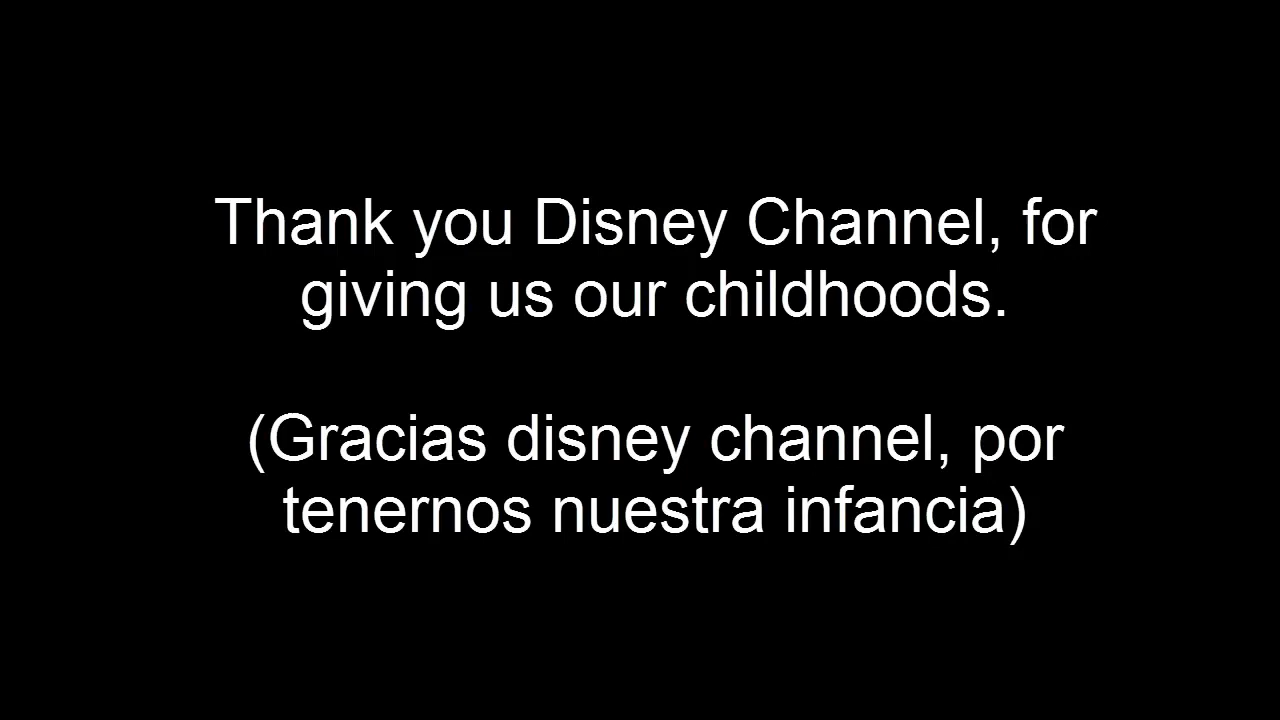 Thank you Disney Channel, for
giving us our childhoods.
(Gracias disney channel, por
tenernos nuestra infancia)